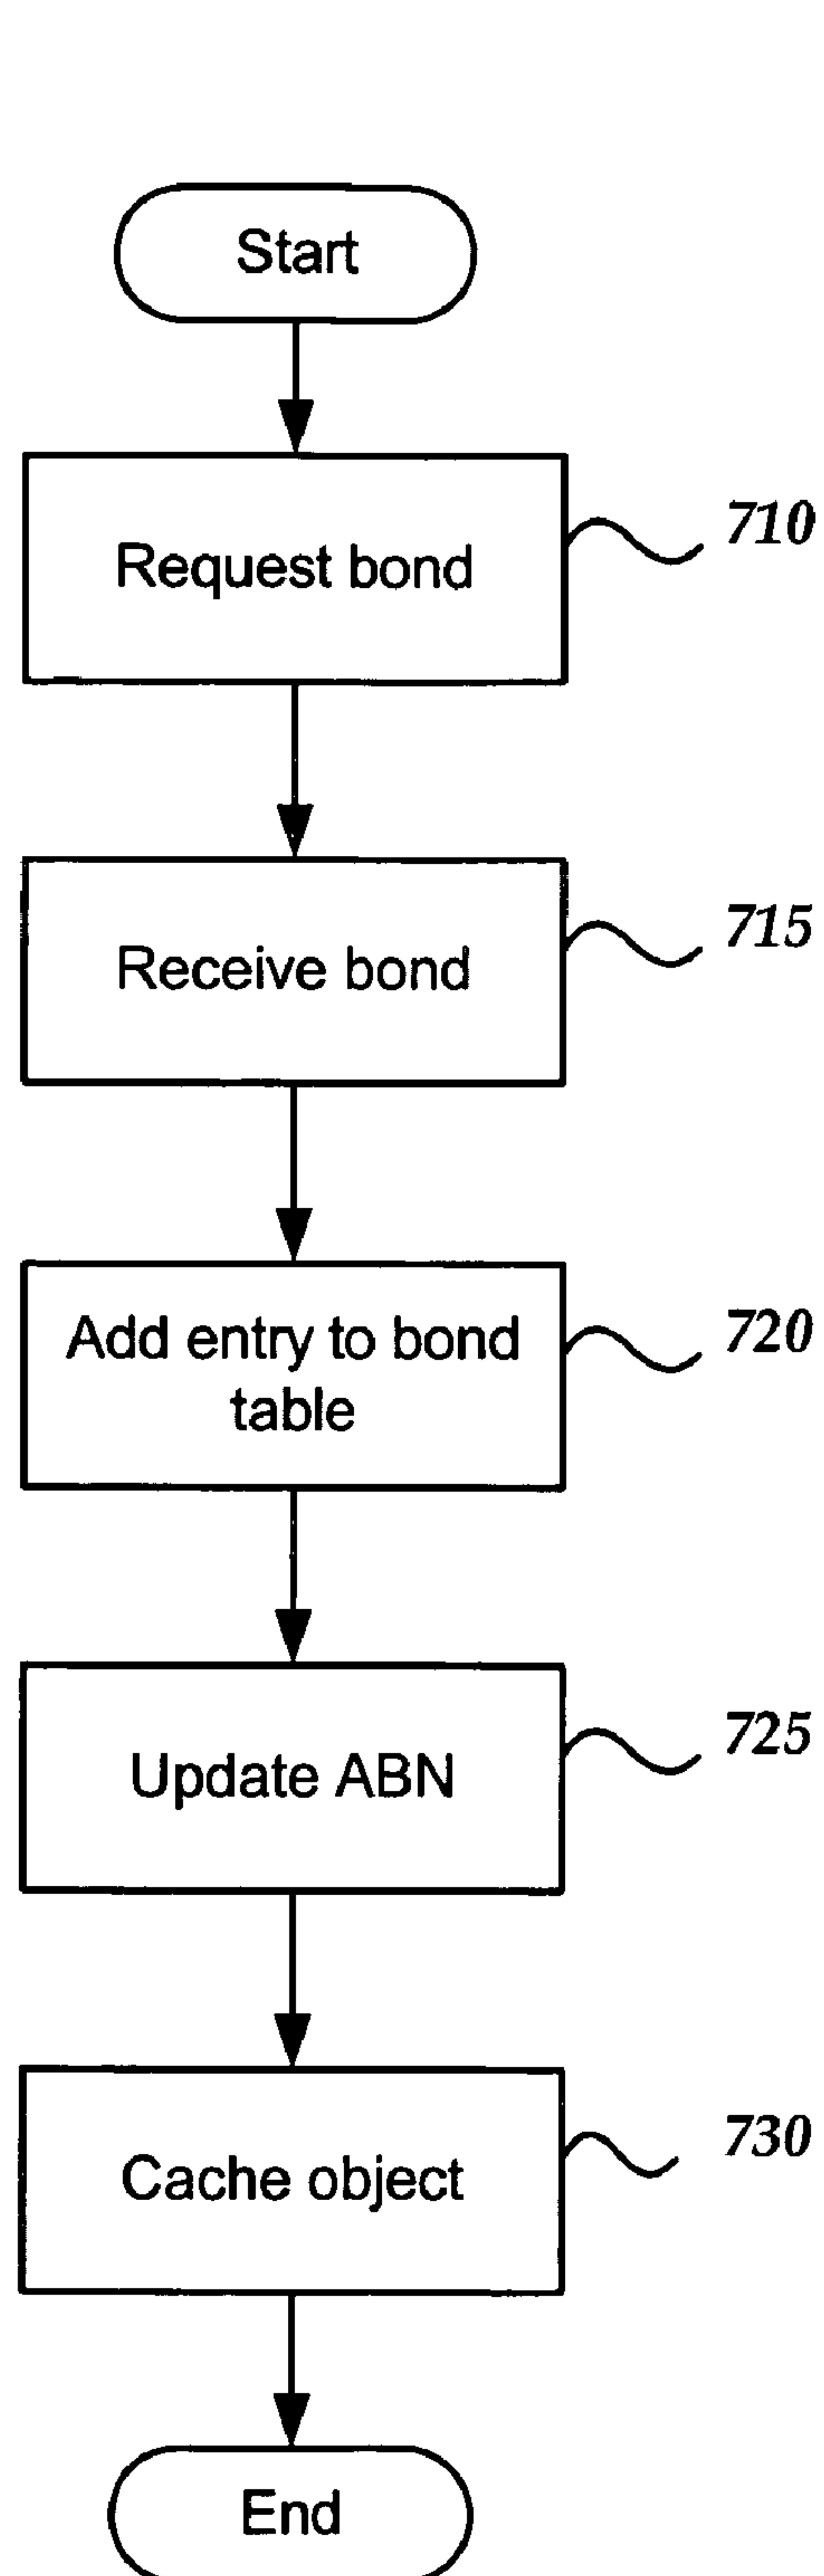 Start
Request bond
710
Receive bond
715
Add entry to bond
table
720
Update ABN
725
Cache object
730
End